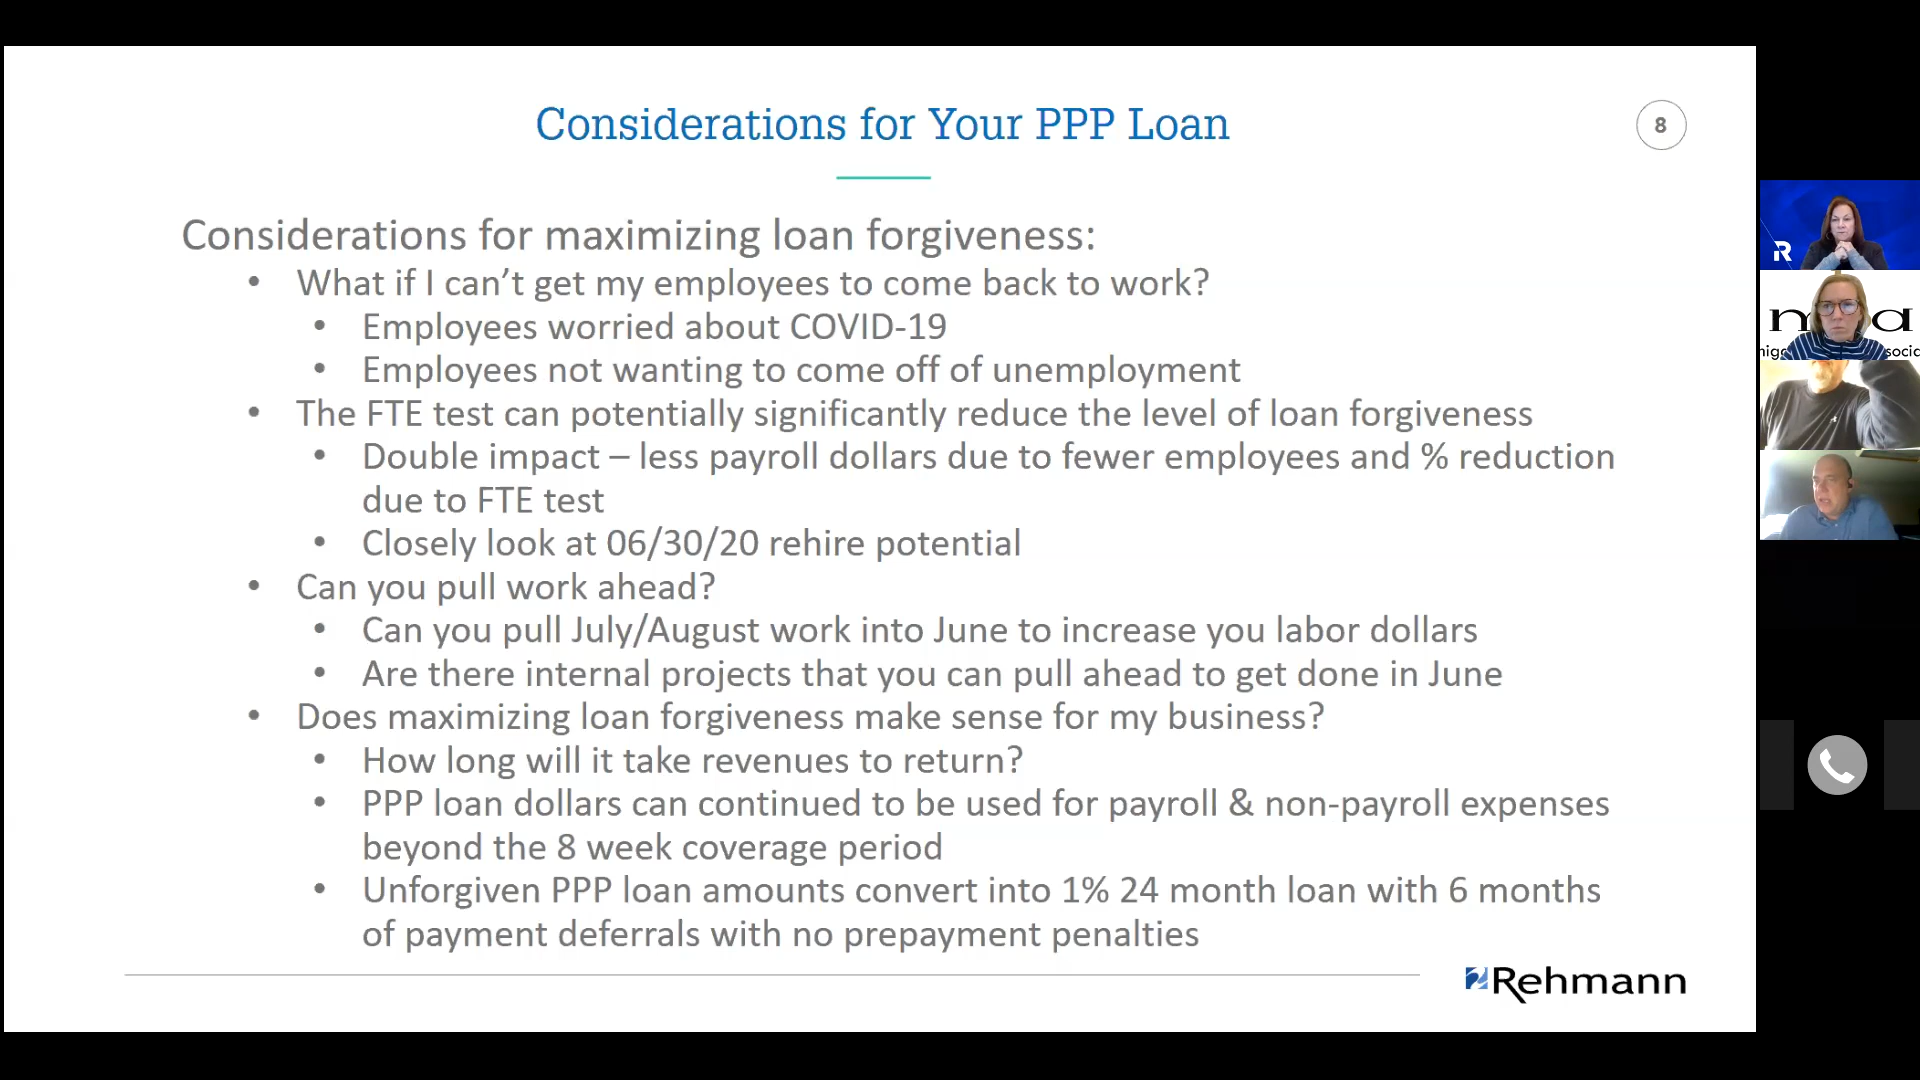 Considerations for Your PPP Loan
8
Considerations for maximizing loan forgiveness:
• What if I can’t get my employees to come back to work?
• Employees worried about COVID-19
• Employees not wanting to come off of unemployment
• The FTE test can potentially significantly reduce the level of loan forgiveness
• Double impact – less payroll dollars due to fewer employees and % reduction
due to FTE test
• Closely look at 06/30/20 rehire potential
• Can you pull work ahead?
• Can you pull July/August work into June to increase you labor dollars
• Are there internal projects that you can pull ahead to get done in June
• Does maximizing loan forgiveness make sense for my business?
• How long will it take revenues to return?
• PPP loan dollars can continued to be used for payroll & non-payroll expenses
beyond the 8 week coverage period
• Unforgiven PPP loan amounts convert into 1% 24 month loan with 6 months
of payment deferrals with no prepayment penalties
Rehmann
R